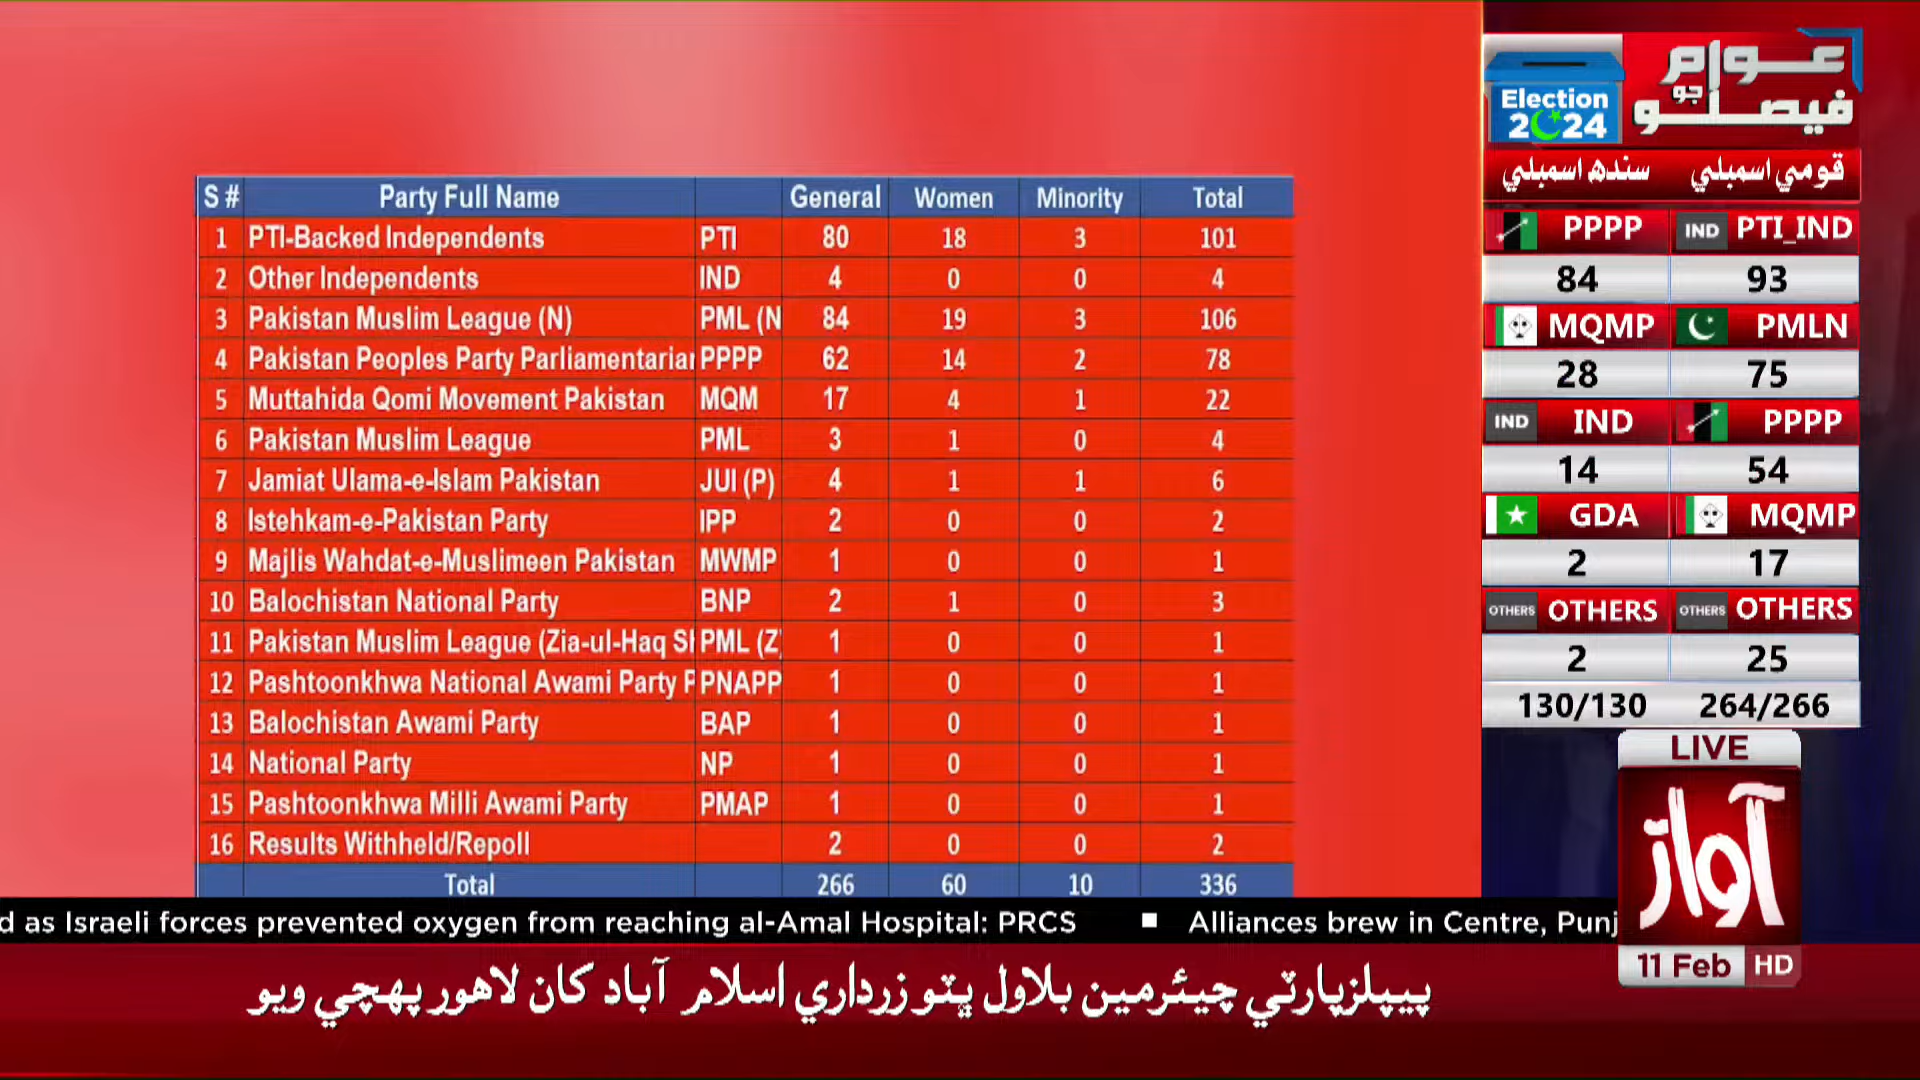 S # Party Full Name General Women Minority Total
1 PTI-Backed Independents PTI 80 18 3 101
2 Other Independents IND 4 0 0 4
3 Pakistan Muslim League (N) PML (N 84 19 3 106
4 Pakistan Peoples Party Parliamentarian PPPP 62 14 2 78
5 Muttahida Qomi Movement Pakistan MQM 17 4 1 22
6 Pakistan Muslim League PML 3 1 0 4
7 Jamiat Ulama-e-Islam Pakistan JUI (P) 4 1 1 6
8 Istehkam-e-Pakistan Party IPP 2 0 0 2
9 Majlis Wahdat-e-Muslimeen Pakistan MWMP 1 0 0 1
10 Balochistan National Party BNP 2 1 0 3
11 Pakistan Muslim League (Zia-ul-Haq Sh PML (Z) 1 0 0 1
12 Pashtoonkhwa National Awami Party P PNAPP 1 0 0 1
13 Balochistan Awami Party BAP 1 0 0 1
14 National Party NP 1 0 0 1
15 Pashtoonkhwa Milli Awami Party PMAP 1 0 0 1
16 Results Withheld/Repoll 2 0 0 2
Total 266 60 10 336
Election 2024
عوام جو فيصلو
قومي اسمبلي سنڌ اسمبلي
PPPP IND PTI_IND
84 93
MQMP PMLN
28 75
IND IND PPPP
14 54
GDA MQMP
2 17
OTHERS OTHERS OTHERS OTHERS
2 25
130/130 264/266
LIVE
آواز
11 Feb HD
d as Israeli forces prevented oxygen from reaching al-Amal Hospital: PRCS ■ Alliances brew in Centre, Punj
پيپلزپارٽي چيئرمين بلاول ڀٽو زرداري اسلام آباد کان لاهور پهچي ويو